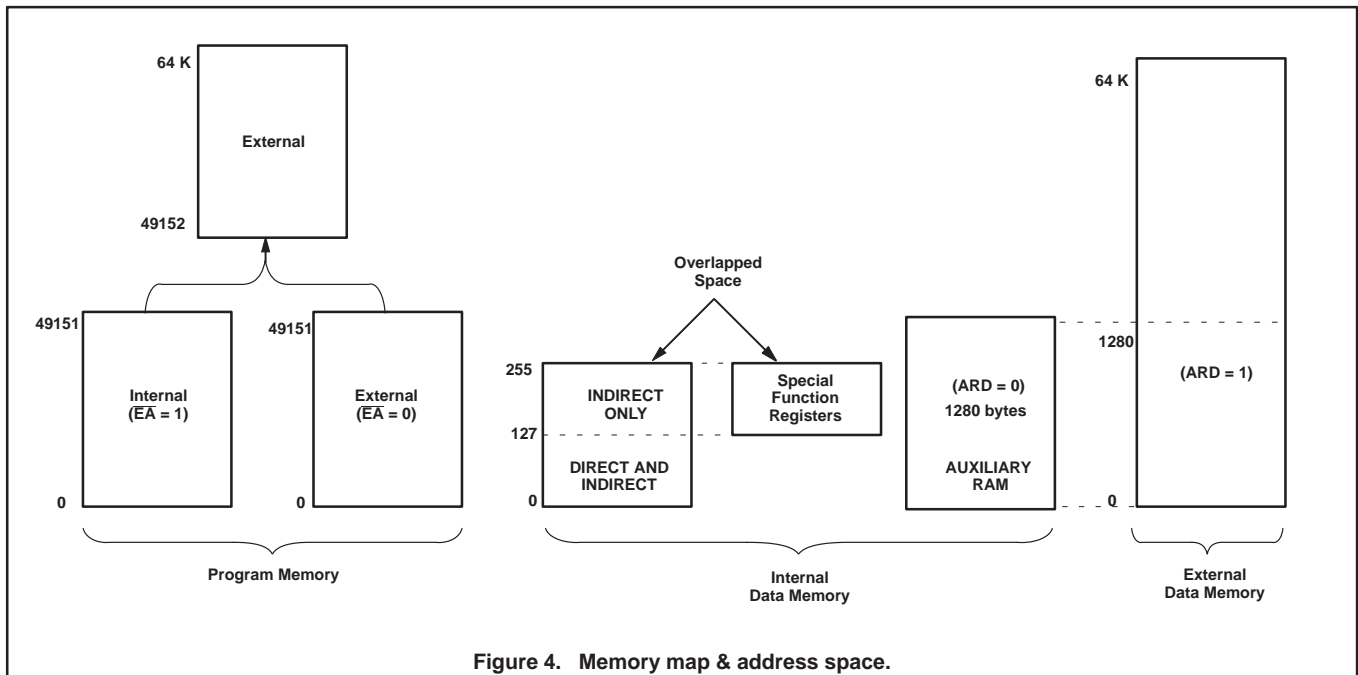 64 K
External
49152
49151
Internal
(E̅A̅ = 1)
0
49151
External
(E̅A̅ = 0)
0
Program Memory
Overlapped
Space
255
INDIRECT
ONLY
127
DIRECT AND
INDIRECT
0
Special
Function
Registers
(ARD = 0)
1280 bytes
AUXILIARY
RAM
Internal
Data Memory
64 K
1280
(ARD = 1)
0
External
Data Memory
Figure 4. Memory map & address space.